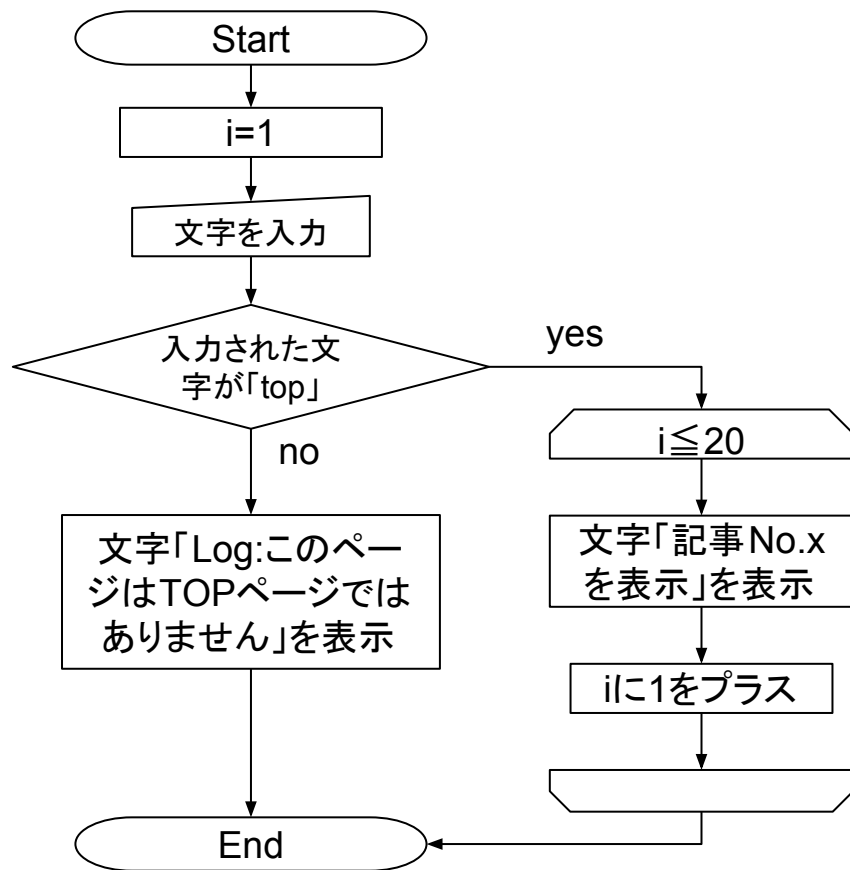 Start
i=1
文字を入力
入力された文
字が「top」
yes
no
i≦20
文字「Log:このペー
ジはTOPページでは
ありません」を表示
文字「記事No.x
を表示」を表示
iに1をプラス
End